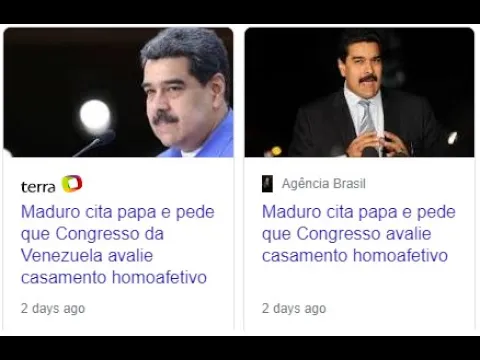 terra
Maduro cita papa e pede
que Congresso da
Venezuela avalie
casamento homoafetivo
2 days ago
Agência Brasil
Maduro cita papa e pede
que Congresso avalie
casamento homoafetivo
2 days ago